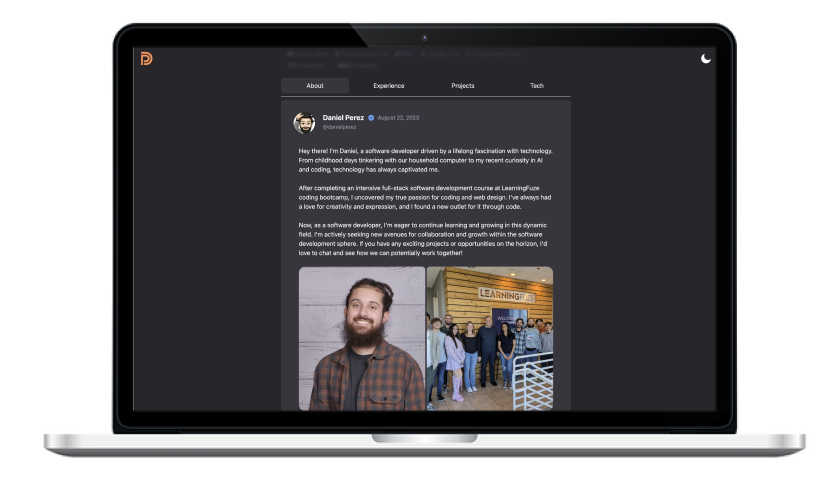 About Experience Projects Tech
Daniel Perez August 22, 2023
@danielperez
Hey there! I'm Daniel, a software developer driven by a lifelong fascination with technology.
From childhood days tinkering with our household computer to my recent curiosity in AI
and coding, technology has always captivated me.
After completing an intensive full-stack software development course at LearningFuze
coding bootcamp, I uncovered my true passion for coding and web design. I've always had
a love for creativity and expression, and I found a new outlet for it through code.
Now, as a software developer, I'm eager to continue learning and growing in this dynamic
field. I'm actively seeking new avenues for collaboration and growth within the software
development sphere. If you have any exciting projects or opportunities on the horizon, I'd
love to chat and see how we can potentially work together!
LEARNINGFUZE
WELCOME